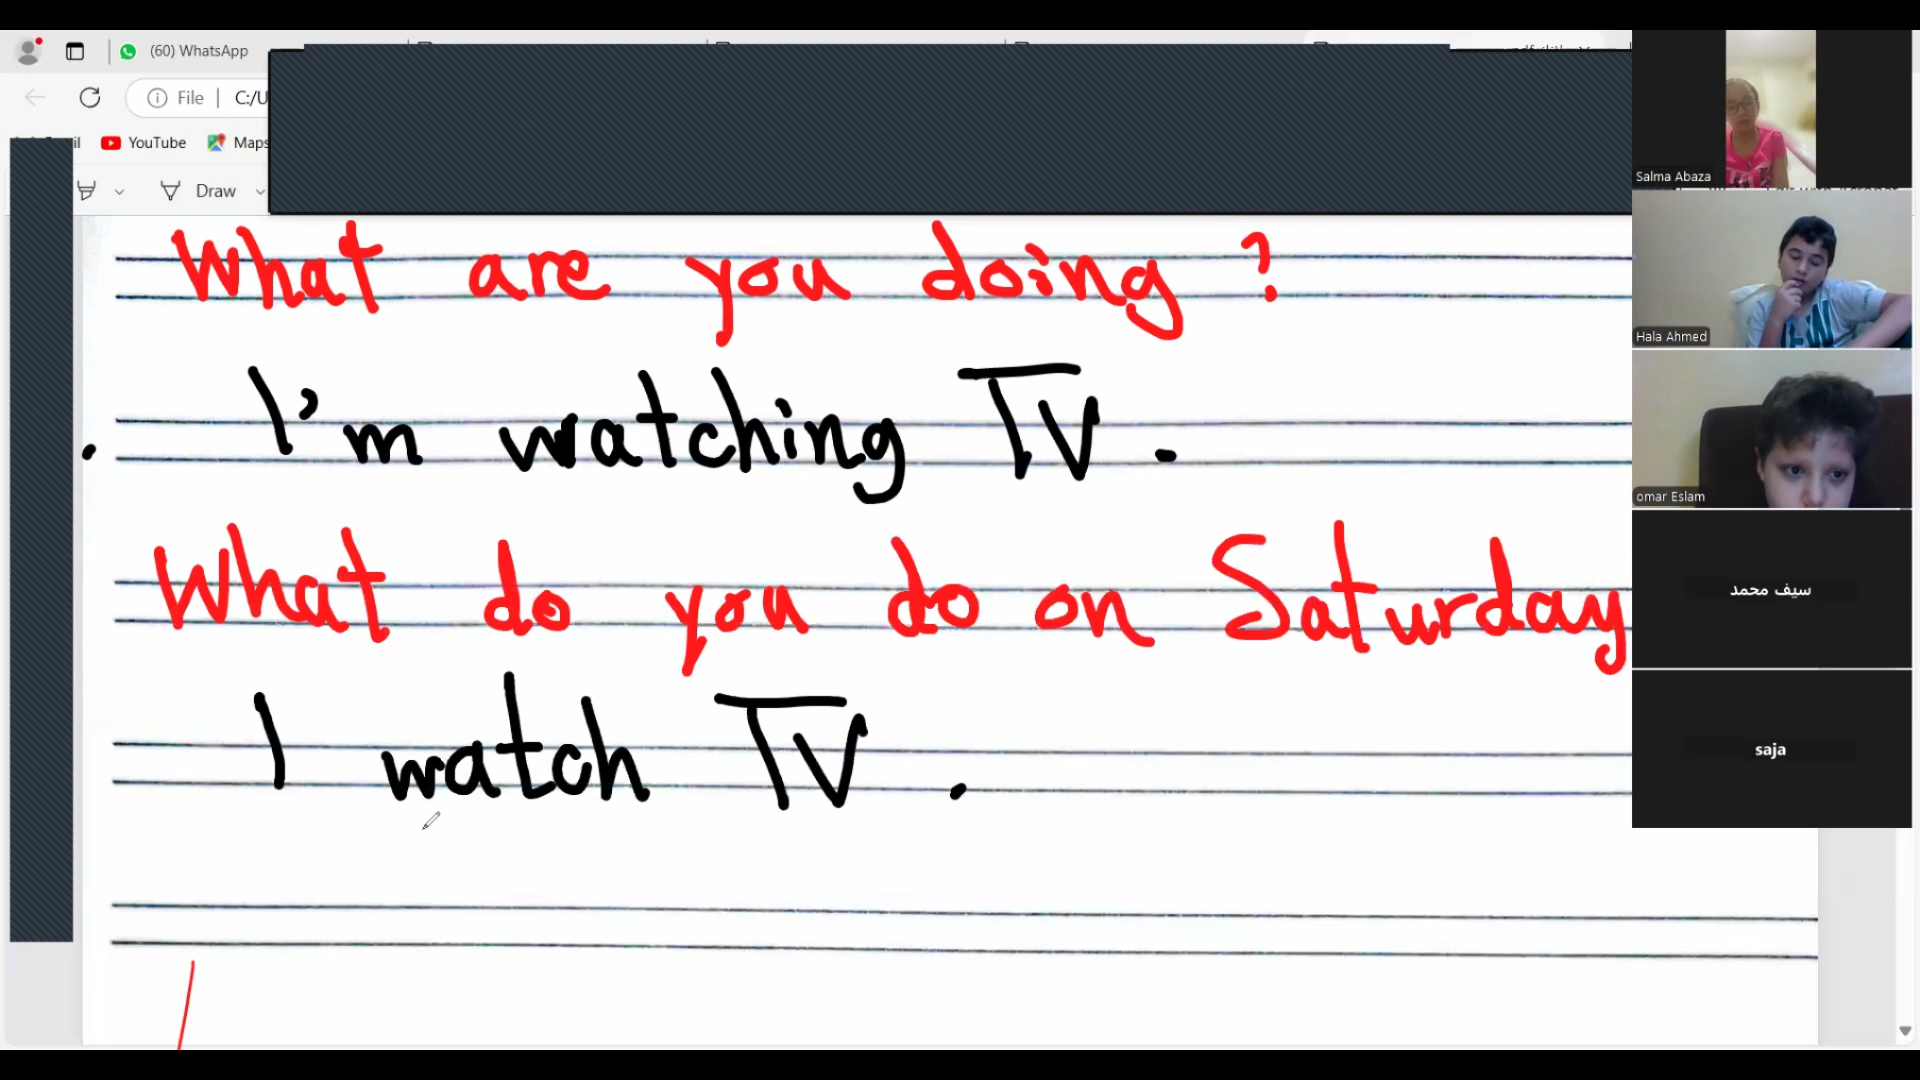 (60) WhatsApp
File C:/U
YouTube Maps
Draw
What are you doing ?
I'm watching TV .
What do you do on Saturday
I watch TV .
Salma Abaza
Hala Ahmed
omar Eslam
سيف محمد
saja